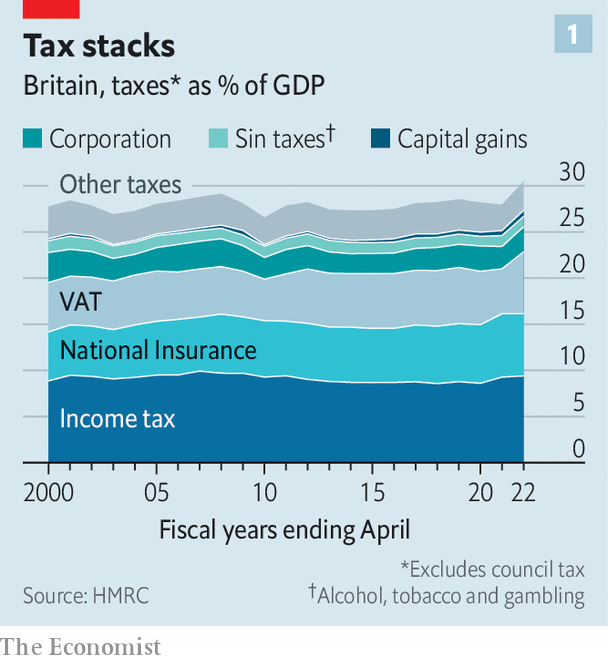 Tax stacks
1
Britain, taxes* as % of GDP
Corporation Sin taxes† Capital gains
Other taxes
30
25
20
VAT
15
National Insurance
10
Income tax
5
0
2000 05 10 15 20 22
Fiscal years ending April
*Excludes council tax
Source: HMRC †Alcohol, tobacco and gambling
The Economist